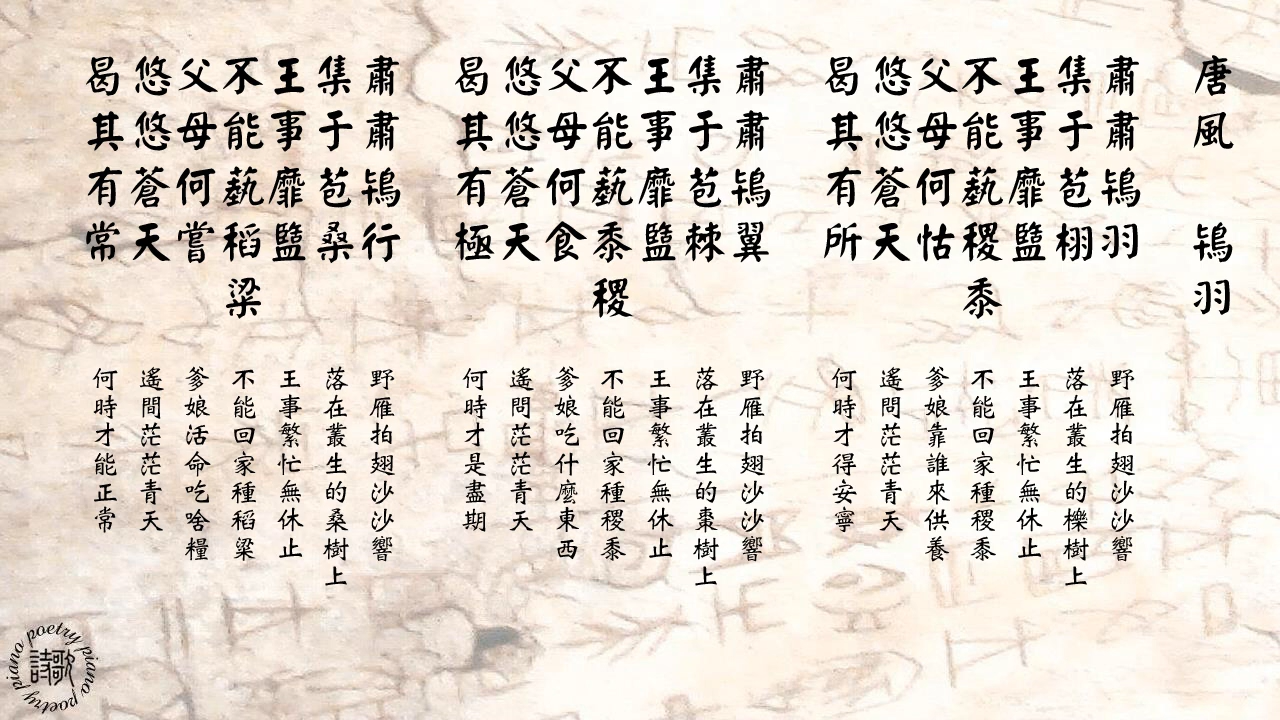 唐風　鴇羽
肅肅鴇羽
集于苞栩
王事靡盬
不能蓺稷黍
父母何怙
悠悠蒼天
曷其有所
野雁拍翅沙沙響
落在叢生的櫟樹上
王事繁忙無休止
不能回家種稷黍
爹娘靠誰來供養
遙問茫茫青天
何時才得安寧
肅肅鴇翼
集于苞棘
王事靡盬
不能蓺黍稷
父母何食
悠悠蒼天
曷其有極
野雁拍翅沙沙響
落在叢生的棗樹上
王事繁忙無休止
不能回家種稷黍
爹娘吃什麼東西
遙問茫茫青天
何時才是盡期
肅肅鴇行
集于苞桑
王事靡盬
不能蓺稻粱
父母何嘗
悠悠蒼天
曷其有常
野雁拍翅沙沙響
落在叢生的桑樹上
王事繁忙無休止
不能回家種稻粱
爹娘活命吃啥糧
遙間茫茫青天
何時才能正常
詩歌
poetry piano poetry piano